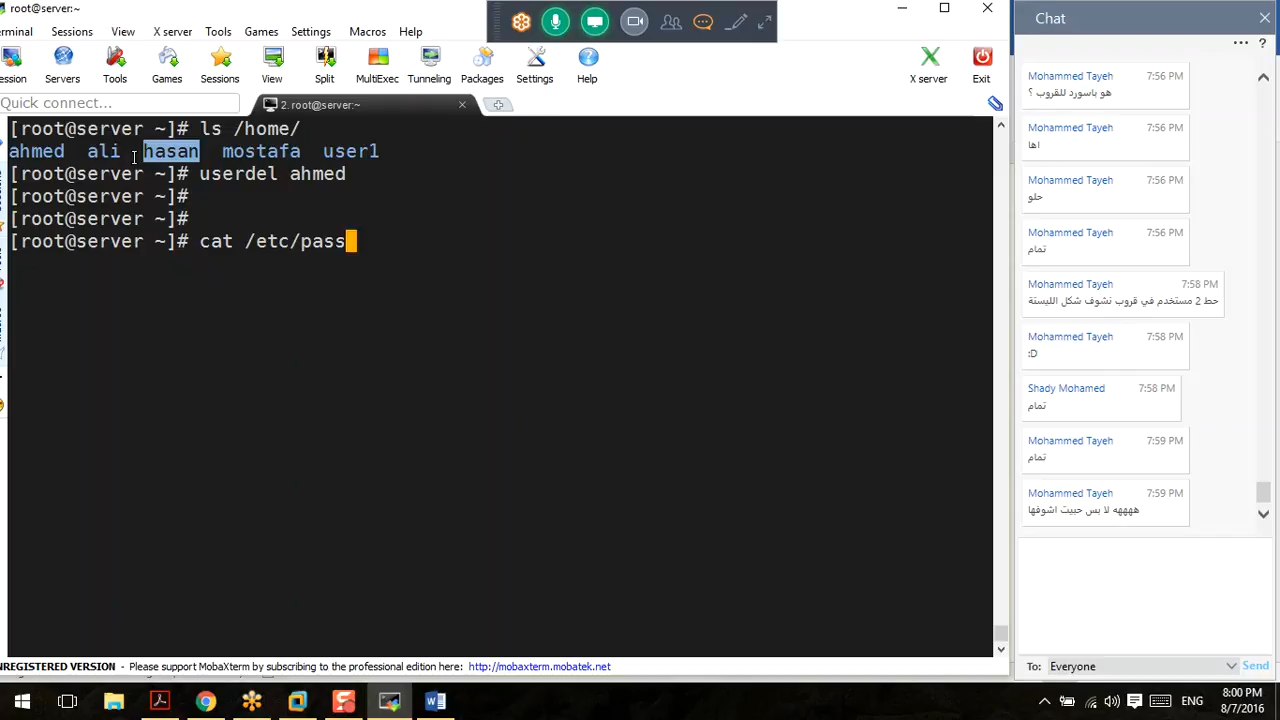 root@server:~
erminal Sessions View X server Tools Games Settings Macros Help
ession Servers Tools Games Sessions View Split MultiExec Tunneling Packages Settings Help X server Exit
Quick connect...
2. root@server:~
[root@server ~]# ls /home/
ahmed ali hasan mostafa user1
[root@server ~]# userdel ahmed
[root@server ~]#
[root@server ~]#
[root@server ~]# cat /etc/pass
NREGISTERED VERSION - Please support MobaXterm by subscribing to the professional edition here: http://mobaxterm.mobatek.net
Chat
Mohammed Tayeh 7:56 PM
هو باسورد للقروب ؟
Mohammed Tayeh 7:56 PM
اها
Mohammed Tayeh 7:56 PM
حلو
Mohammed Tayeh 7:56 PM
تمام
Mohammed Tayeh 7:58 PM
حط 2 مستخدم في قروب نشوف شكل الليستة
Mohammed Tayeh 7:58 PM
:D
Shady Mohamed 7:58 PM
تمام
Mohammed Tayeh 7:59 PM
تمام
Mohammed Tayeh 7:59 PM
ههههه لا بس حبيت اشوفها
To: Everyone Send
ENG
8:00 PM
8/7/2016